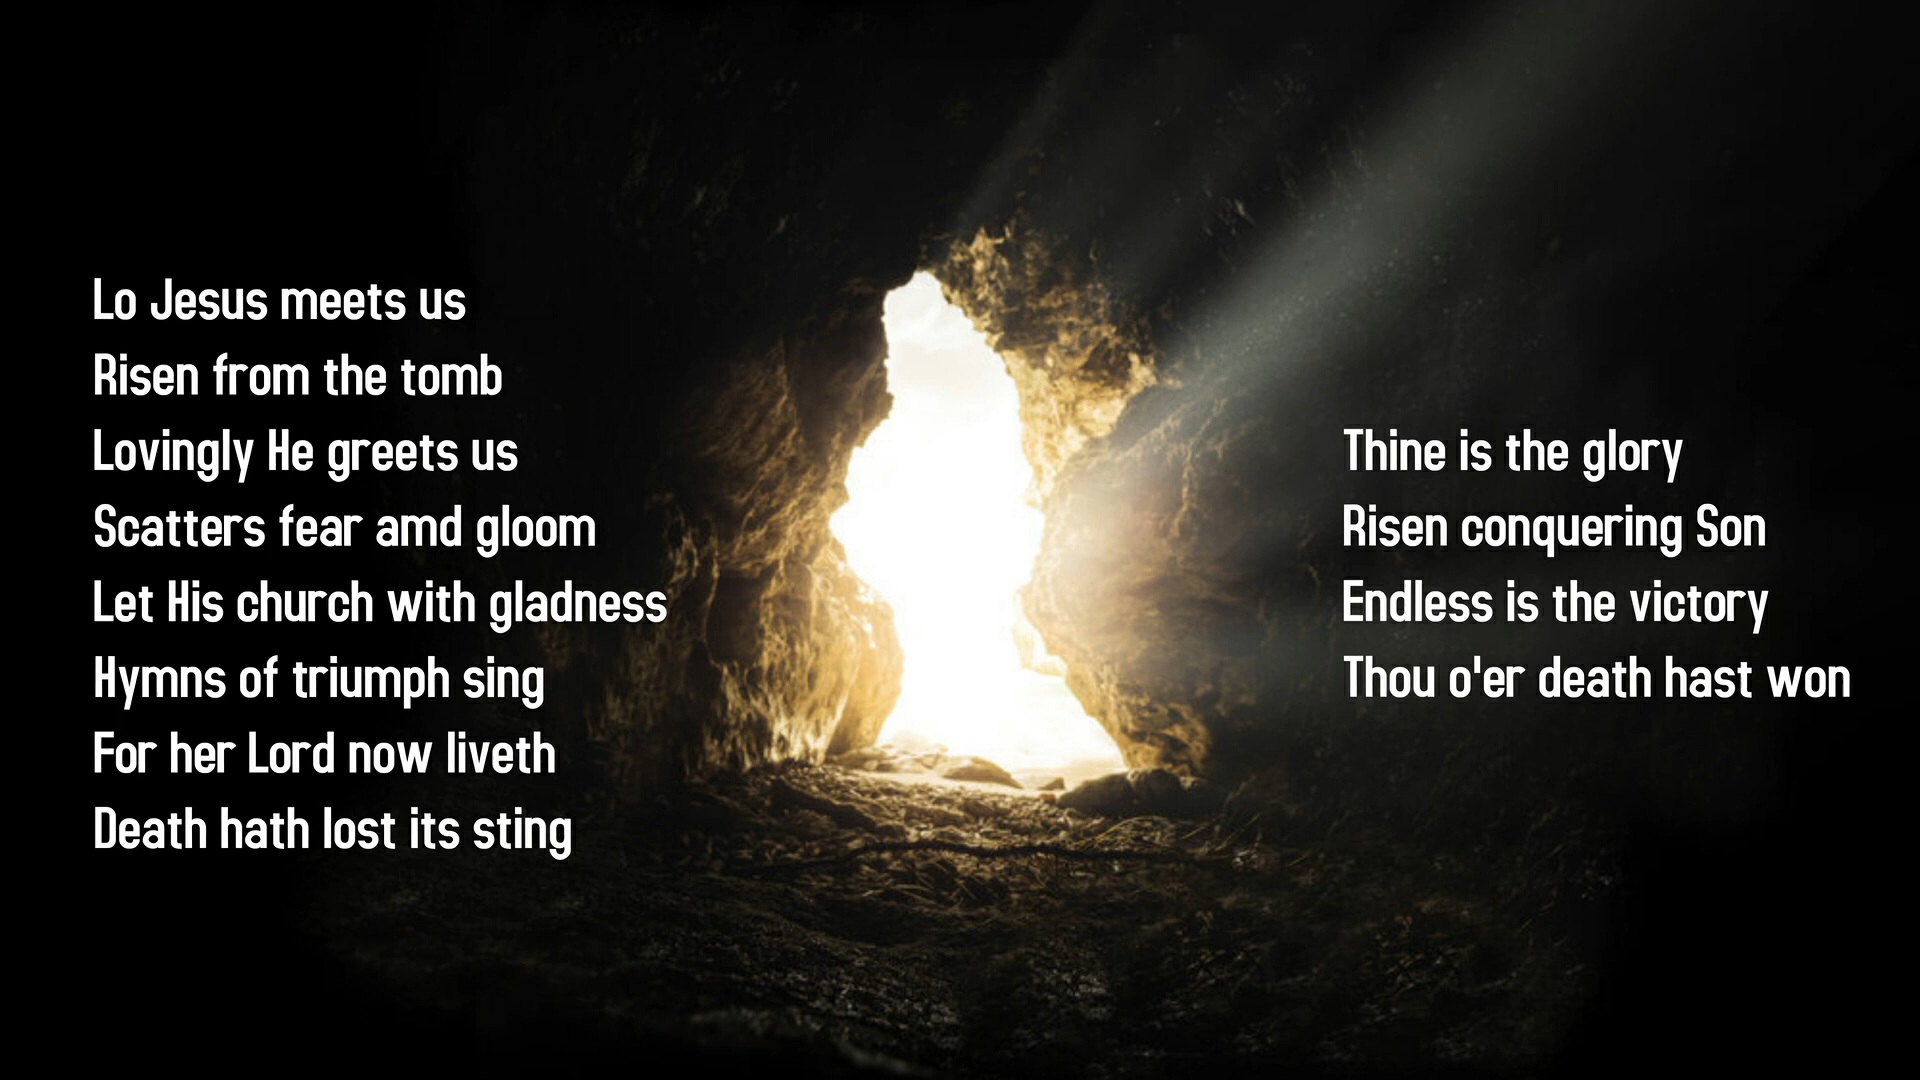 Lo Jesus meets us
Risen from the tomb
Lovingly He greets us
Scatters fear amd gloom
Let His church with gladness
Hymns of triumph sing
For her Lord now liveth
Death hath lost its sting
Thine is the glory
Risen conquering Son
Endless is the victory
Thou o'er death hast won